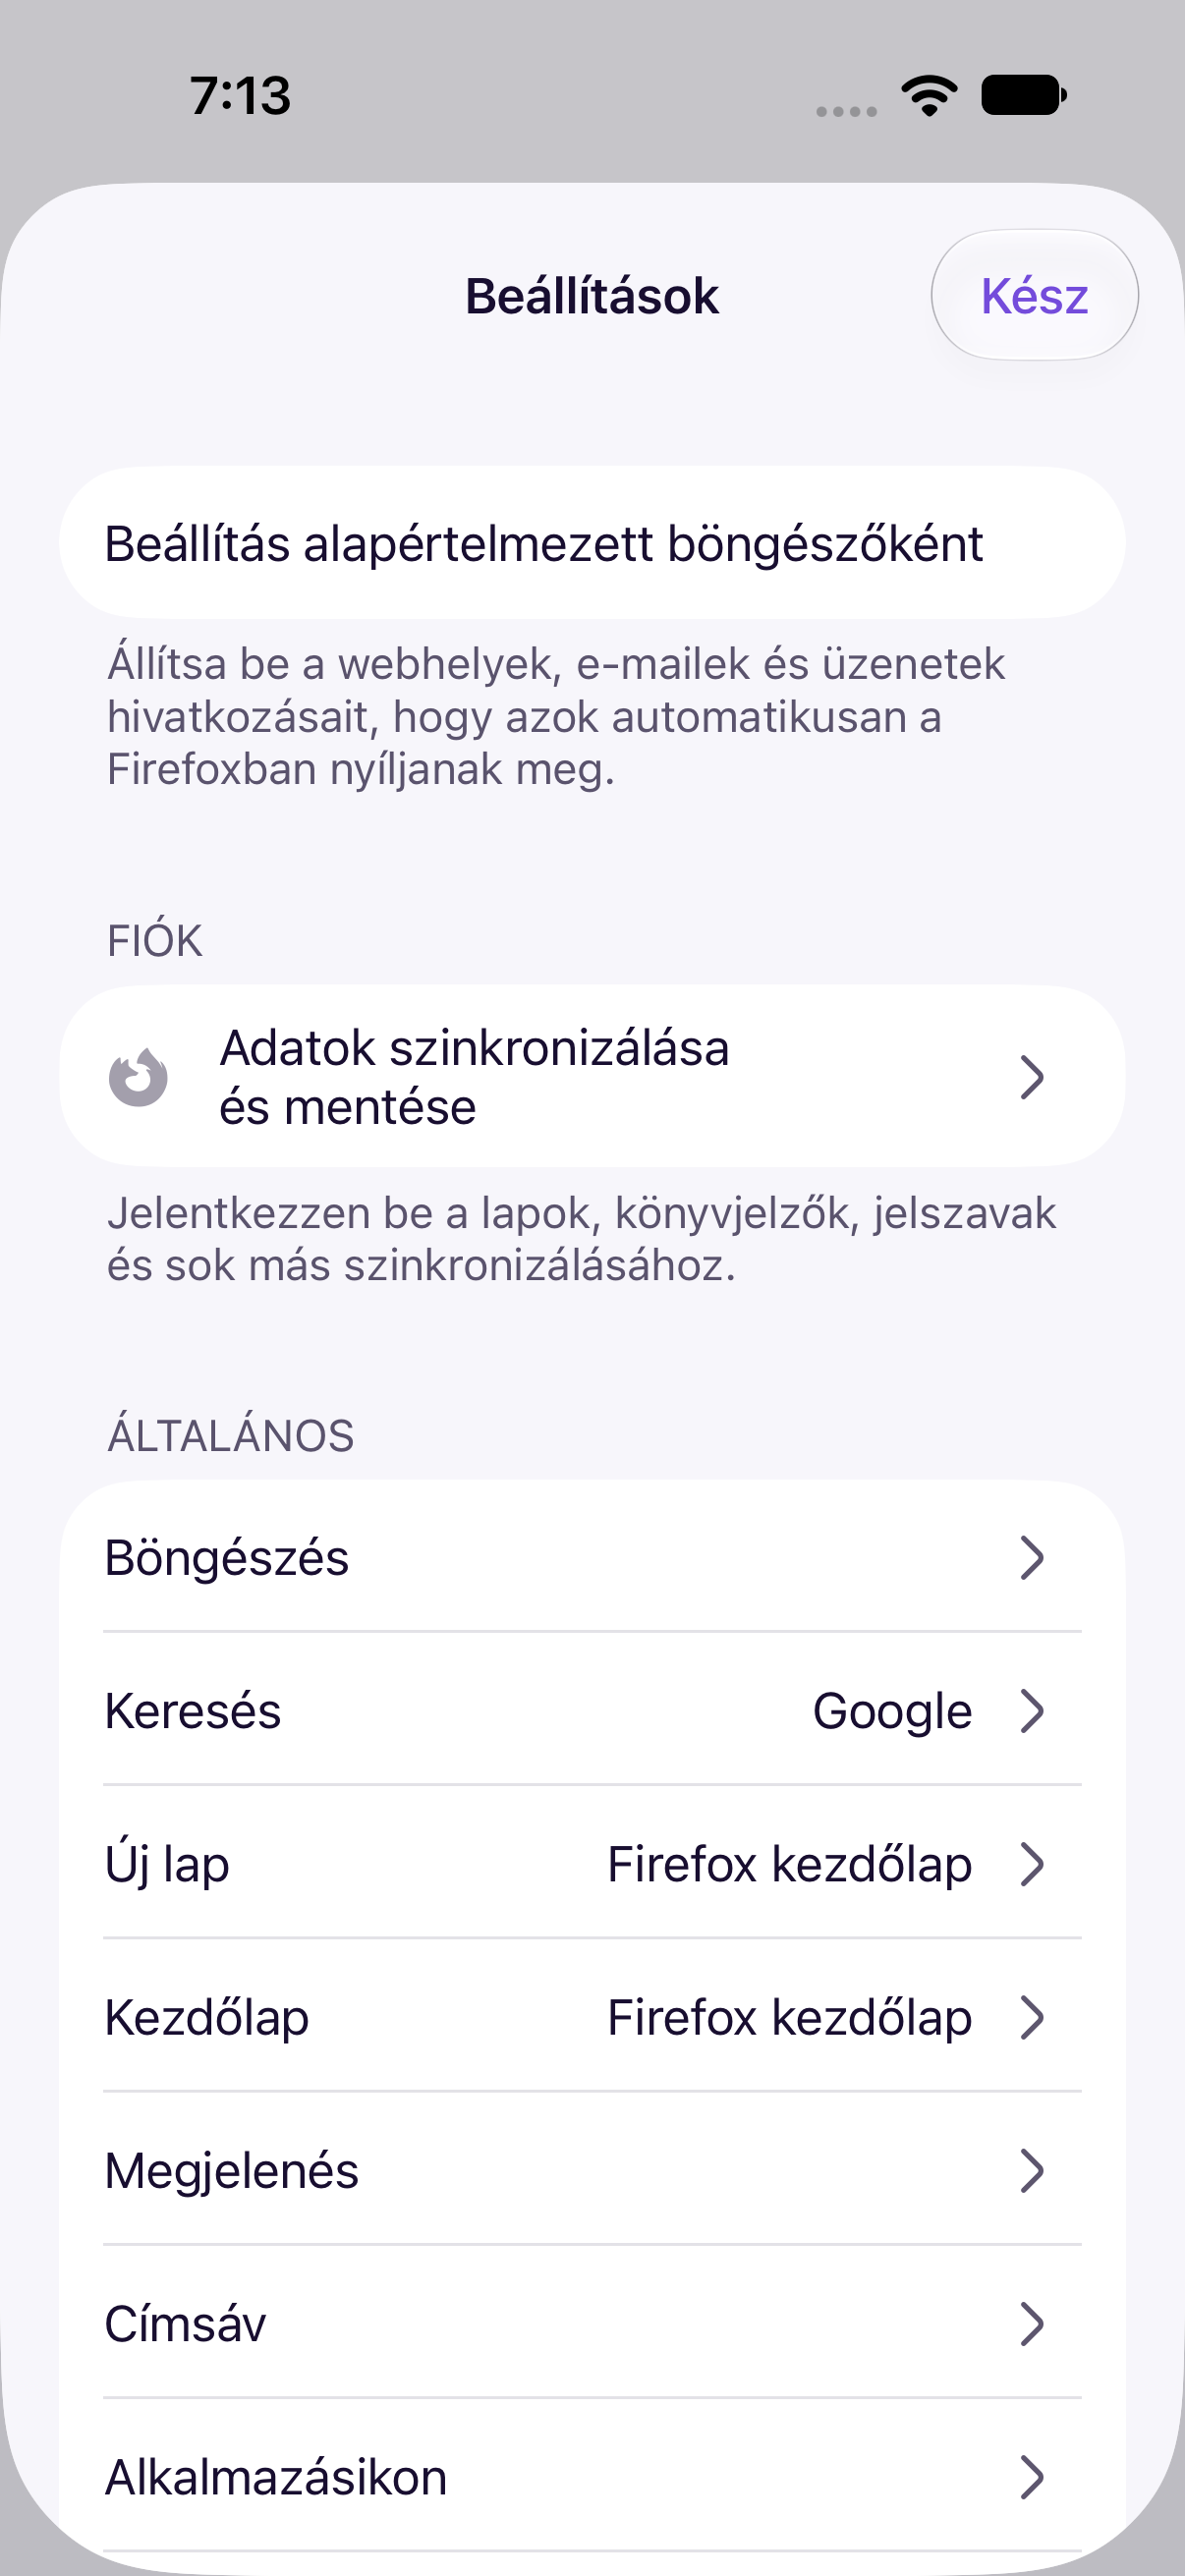 7:13
Beállítások
Kész
Beállítás alapértelmezett böngészőként
Állítsa be a webhelyek, e-mailek és üzenetek
hivatkozásait, hogy azok automatikusan a
Firefoxban nyíljanak meg.
FIÓK
Adatok szinkronizálása
és mentése
Jelentkezzen be a lapok, könyvjelzők, jelszavak
és sok más szinkronizálásához.
ÁLTALÁNOS
Böngészés
Keresés Google
Új lap Firefox kezdőlap
Kezdőlap Firefox kezdőlap
Megjelenés
Címsáv
Alkalmazásikon